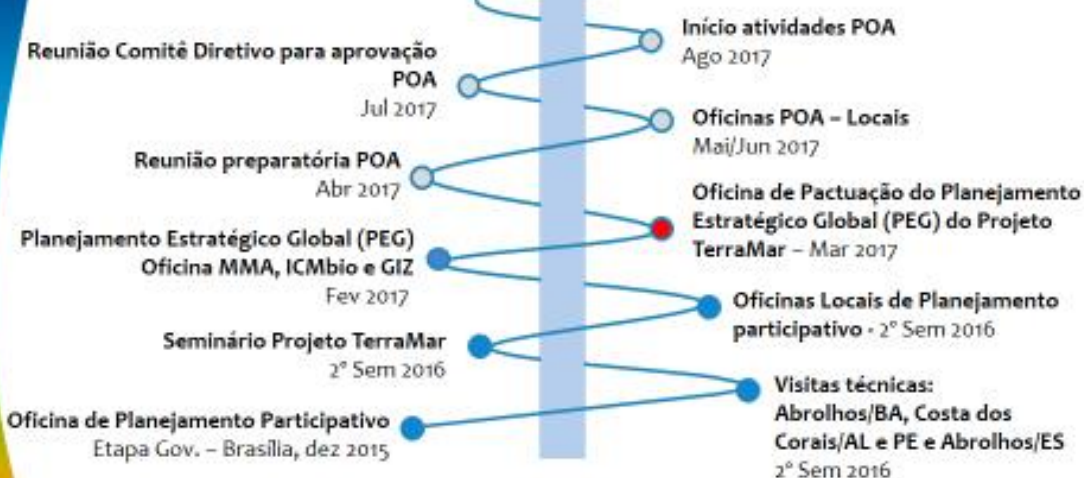 Início atividades POA
Ago 2017
Reunião Comitê Diretivo para aprovação
POA
Jul 2017
Oficinas POA – Locais
Mai/Jun 2017
Reunião preparatória POA
Abr 2017
Oficina de Pactuação do Planejamento
Estratégico Global (PEG) do Projeto
TerraMar – Mar 2017
Planejamento Estratégico Global (PEG)
Oficina MMA, ICMbio e GIZ
Fev 2017
Oficinas Locais de Planejamento
participativo - 2° Sem 2016
Seminário Projeto TerraMar
2° Sem 2016
Visitas técnicas:
Abrolhos/BA, Costa dos
Corais/AL e PE e Abrolhos/ES
2° Sem 2016
Oficina de Planejamento Participativo
Etapa Gov. – Brasília, dez 2015